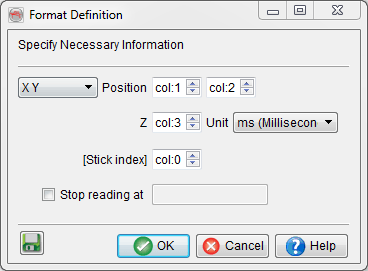 Format Definition
Specify Necessary Information
X Y Position col:1 col:2
Z col:3 Unit ms (Millisecon
[Stick index] col:0
Stop reading at
OK Cancel Help